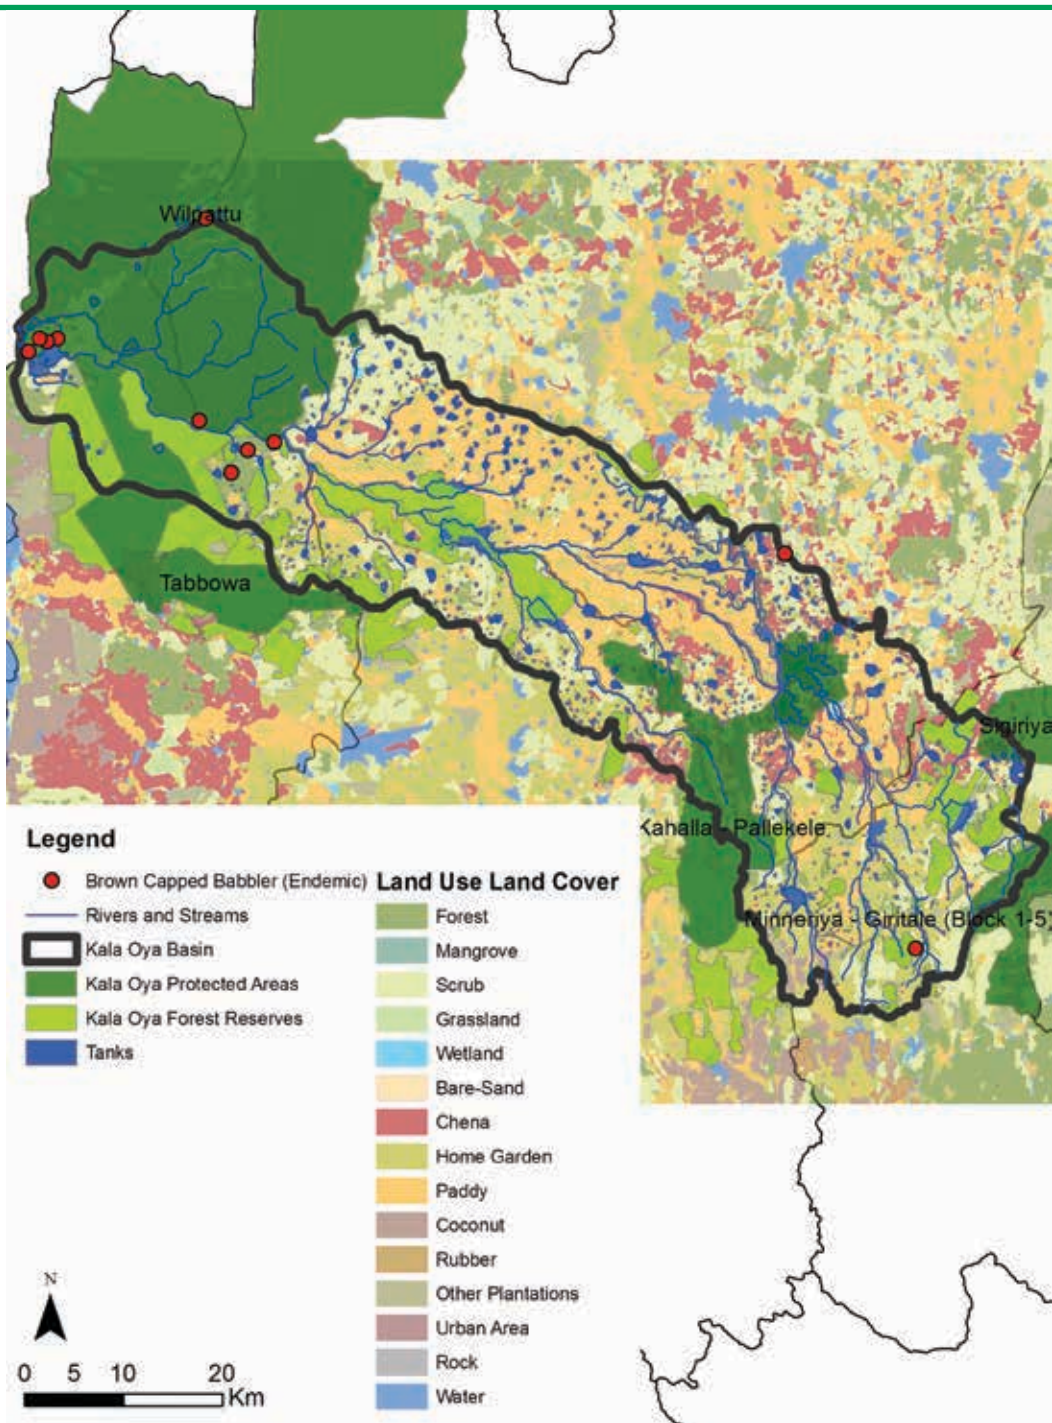 Wilpattu
Tabbowa
Sigiriya
Kahalla - Pallekele
Minneriya - Giritale (Block 1-5)
Legend
Brown Capped Babbler (Endemic)
Rivers and Streams
Kala Oya Basin
Kala Oya Protected Areas
Kala Oya Forest Reserves
Tanks
Land Use Land Cover
Forest
Mangrove
Scrub
Grassland
Wetland
Bare-Sand
Chena
Home Garden
Paddy
Coconut
Rubber
Other Plantations
Urban Area
Rock
Water
N
0 5 10 20
Km